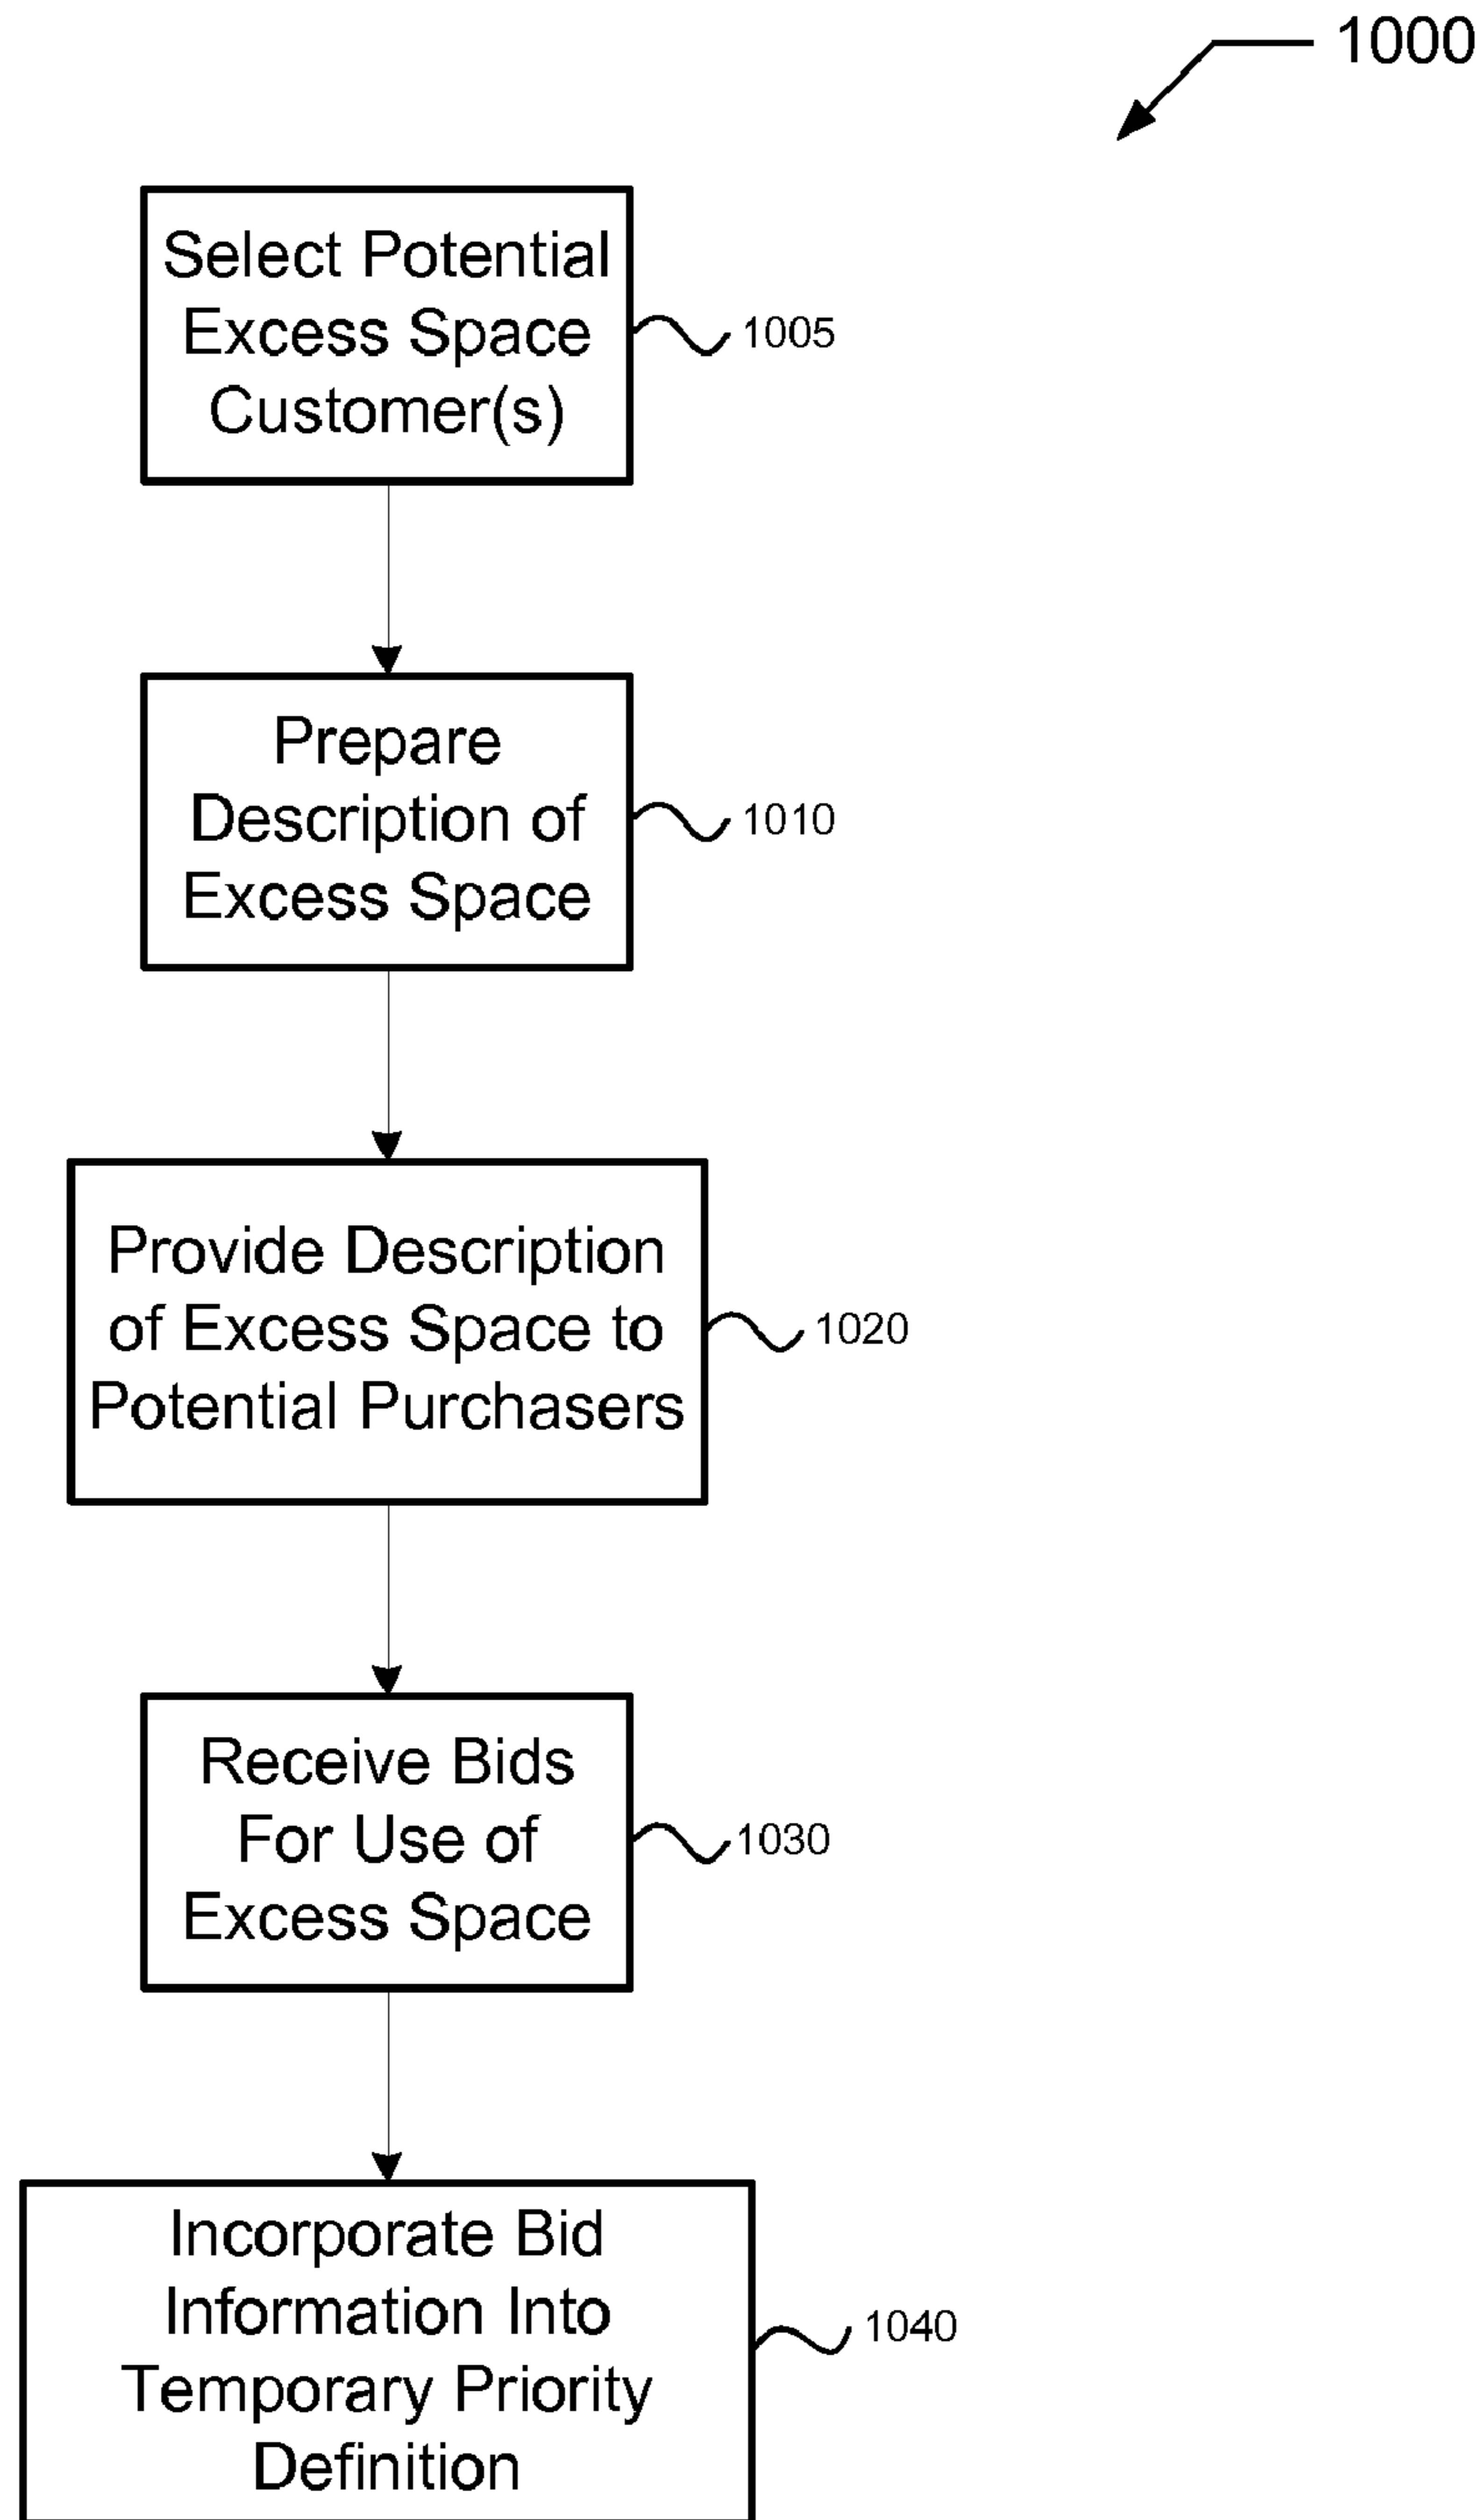 1000
Select Potential
Excess Space
Customer(s)
1005
Prepare
Description of
Excess Space
1010
Provide Description
of Excess Space to
Potential Purchasers
1020
Receive Bids
For Use of
Excess Space
1030
Incorporate Bid
Information Into
Temporary Priority
Definition
1040